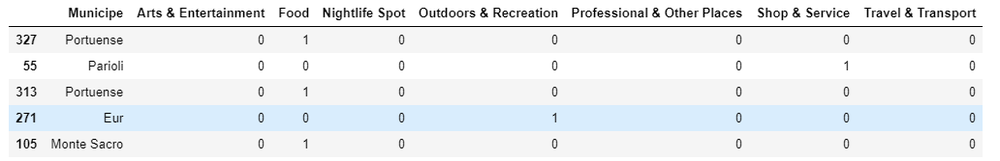 Municipe Arts & Entertainment Food Nightlife Spot Outdoors & Recreation Professional & Other Places Shop & Service Travel & Transport
327 Portuense 0 1 0 0 0 0 0
55 Parioli 0 0 0 0 0 1 0
313 Portuense 0 1 0 0 0 0 0
271 Eur 0 0 0 1 0 0 0
105 Monte Sacro 0 1 0 0 0 0 0